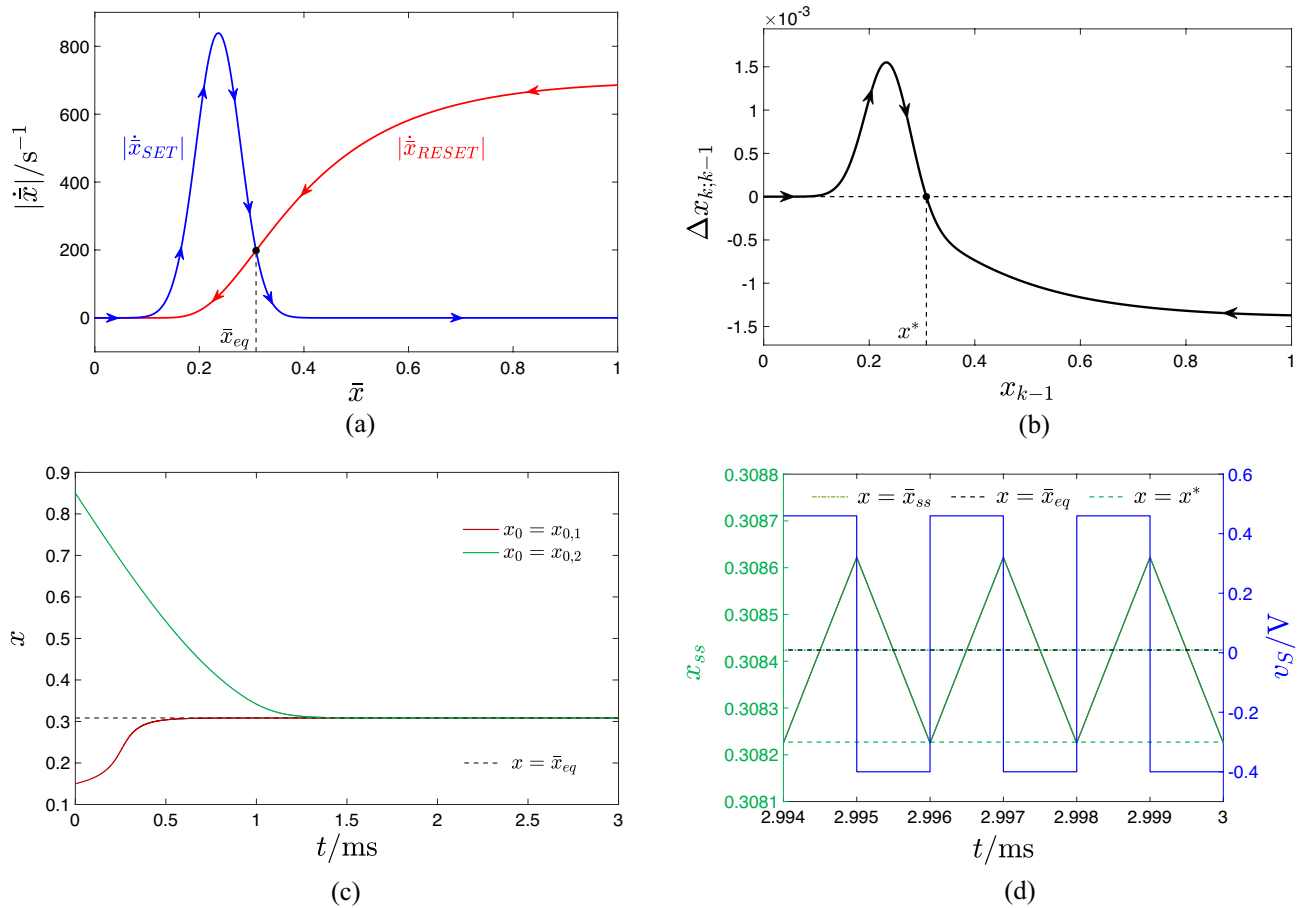 (a)
|ẋ̄|/s⁻¹
800
600
400
200
0
|ẋ̄_SET|
|ẋ̄_RESET|
x̄_eq
0
0.2
0.4
0.6
0.8
1
x̄
(b)
×10⁻³
Δx_{k;k−1}
1.5
1
0.5
0
-0.5
-1
-1.5
x*
0
0.2
0.4
0.6
0.8
1
x_{k−1}
(c)
x
0.9
0.8
0.7
0.6
0.5
0.4
0.3
0.2
0.1
x₀ = x₀,₁
x₀ = x₀,₂
x = x̄_eq
0
0.5
1
1.5
2
2.5
3
t/ms
(d)
x_ss
0.3088
0.3087
0.3086
0.3085
0.3084
0.3083
0.3082
0.3081
x = x̄_ss
x = x̄_eq
x = x*
0.6
0.4
0.2
0
-0.2
-0.4
v_S/V
2.994
2.995
2.996
2.997
2.998
2.999
3
t/ms